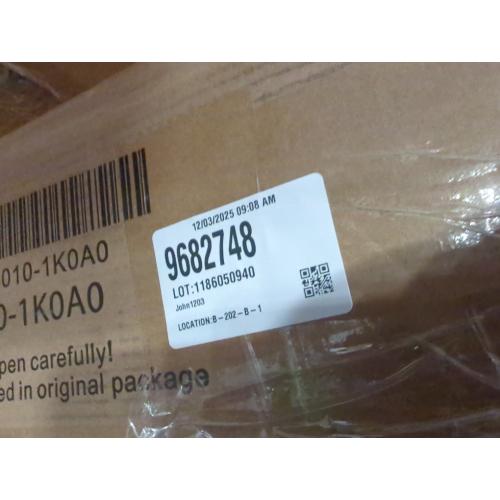 12/03/2025 09:08 AM
9682748
LOT:1186050940
John1203
LOCATION:B-202-B-1
010-1K0A0
0-1K0A0
pen carefully!
ed in original package